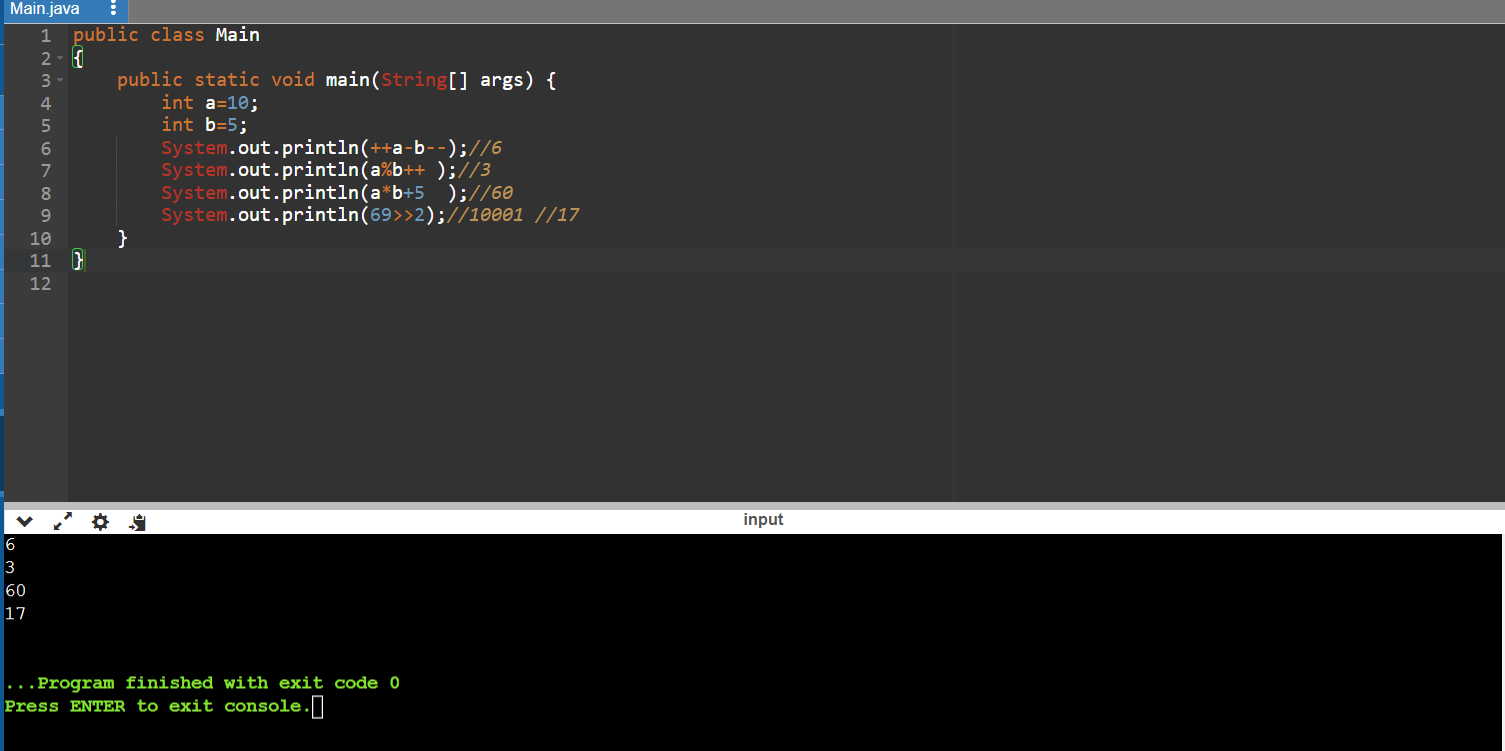 Main.java
1 public class Main
2 {
3     public static void main(String[] args) {
4         int a=10;
5         int b=5;
6         System.out.println(++a-b--);//6
7         System.out.println(a%b++ );//3
8         System.out.println(a*b+5  );//60
9         System.out.println(69>>2);//10001 //17
10     }
11 }
12
input
6
3
60
17
...Program finished with exit code 0
Press ENTER to exit console.